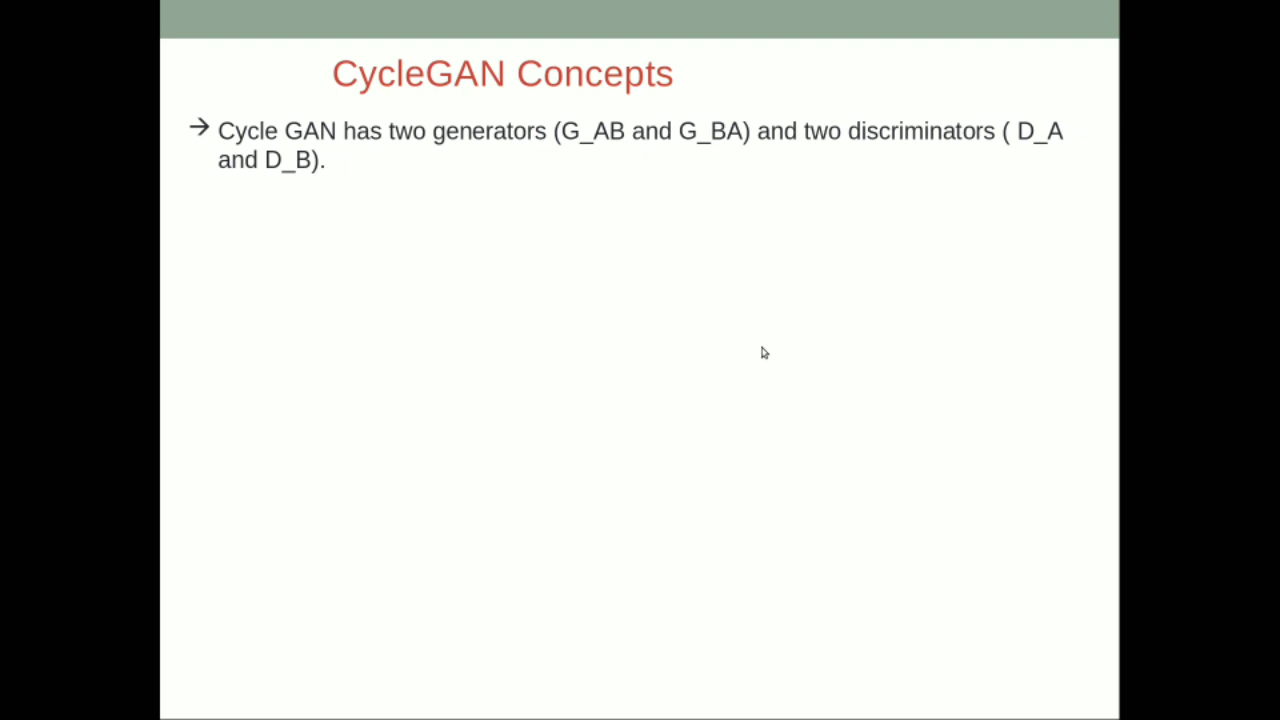 CycleGAN Concepts
→ Cycle GAN has two generators (G_AB and G_BA) and two discriminators ( D_A
and D_B).